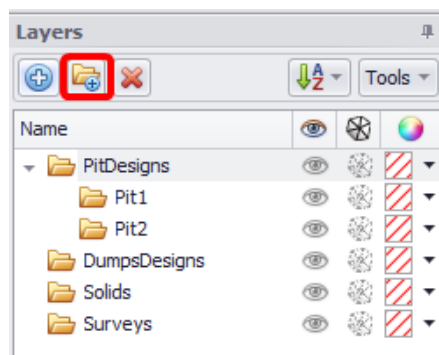 Layers
A
Z Tools
Name
PitDesigns
Pit1
Pit2
DumpsDesigns
Solids
Surveys